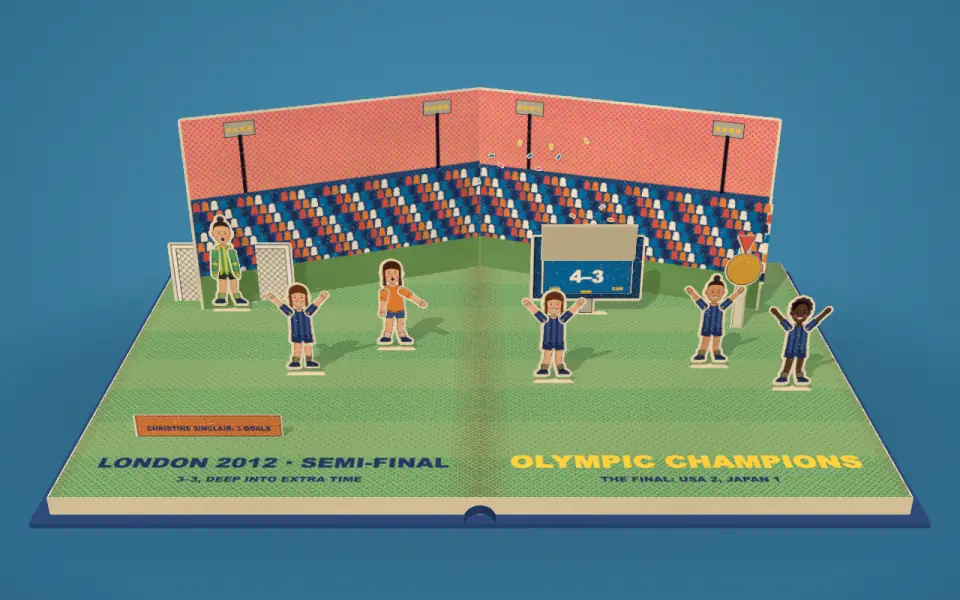 4–3
CAN
CHRISTINE SINCLAIR: 3 GOALS
LONDON 2012 · SEMI-FINAL
3–3, DEEP INTO EXTRA TIME
OLYMPIC CHAMPIONS
THE FINAL: USA 2, JAPAN 1